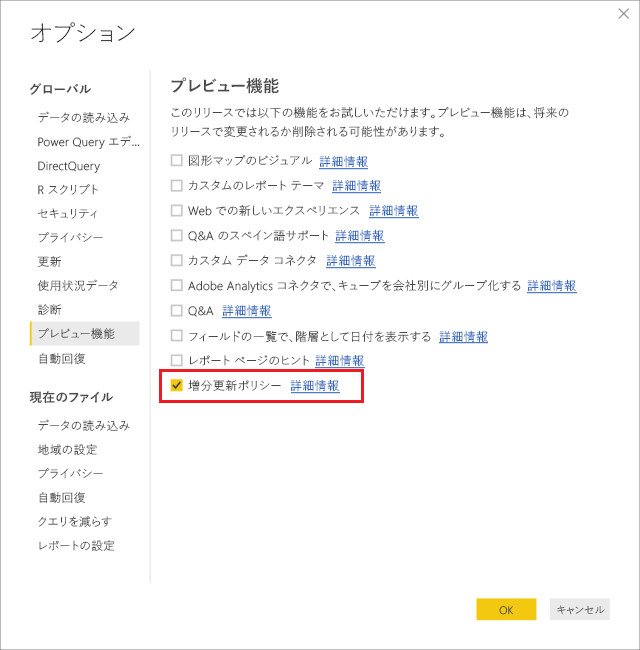 オプション
グローバル
データの読み込み
Power Query エデ...
DirectQuery
R スクリプト
セキュリティ
プライバシー
更新
使用状況データ
診断
プレビュー機能
自動回復
現在のファイル
データの読み込み
地域の設定
プライバシー
自動回復
クエリを減らす
レポートの設定
プレビュー機能
このリリースでは以下の機能をお試しいただけます。プレビュー機能は、将来の
リリースで変更されるか削除される可能性があります。
図形マップのビジュアル 詳細情報
カスタムのレポート テーマ 詳細情報
Web での新しいエクスペリエンス 詳細情報
Q&A のスペイン語サポート 詳細情報
カスタム データ コネクタ 詳細情報
Adobe Analytics コネクタで、キューブを会社別にグループ化する 詳細情報
Q&A 詳細情報
フィールドの一覧で、階層として日付を表示する 詳細情報
レポート ページのヒント 詳細情報
増分更新ポリシー 詳細情報
OK
キャンセル